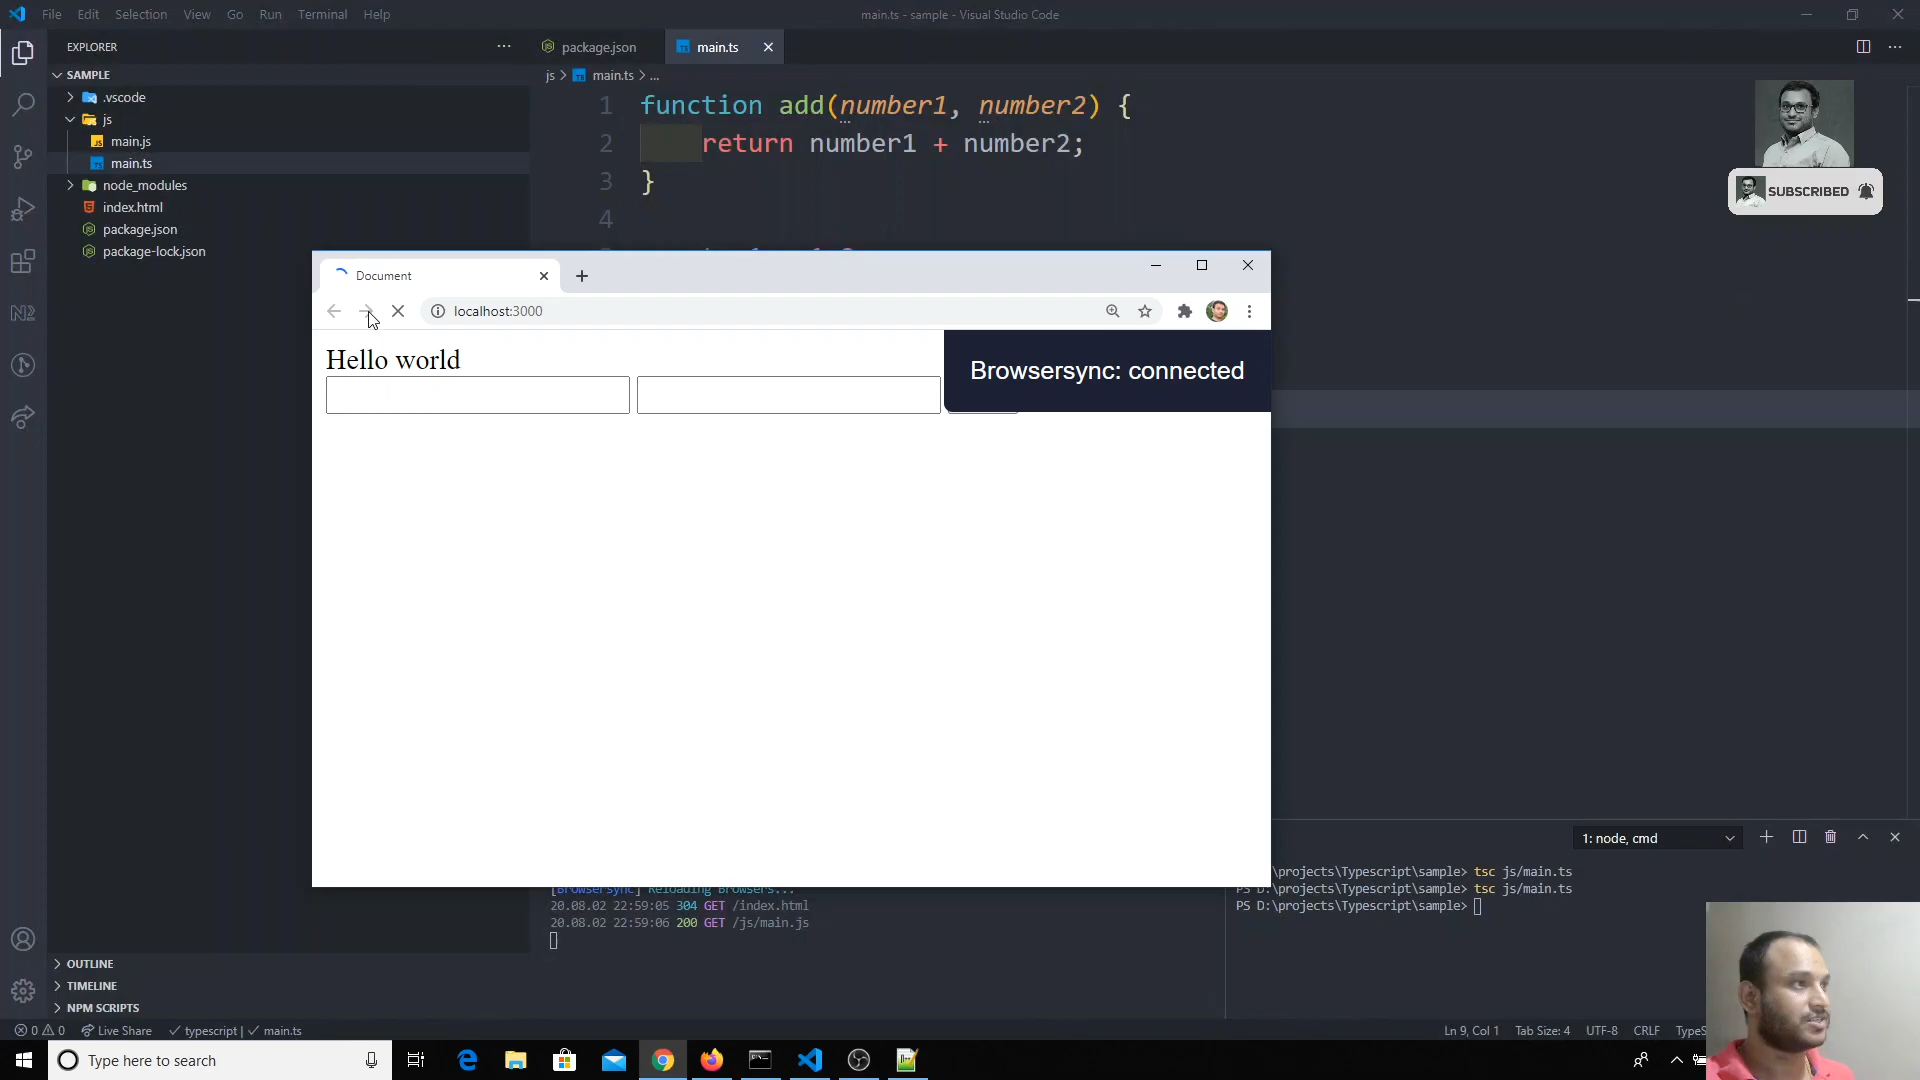 File Edit Selection View Go Run Terminal Help
main.ts - sample - Visual Studio Code
EXPLORER
package.json
main.ts
SAMPLE
js > main.ts > ...
.vscode
js
main.js
main.ts
node_modules
index.html
package.json
package-lock.json
1 function add(number1, number2) {
2 return number1 + number2;
3 }
4
SUBSCRIBED
Document
localhost:3000
Hello world
Browsersync: connected
1: node, cmd
\projects\Typescript\sample> tsc js/main.ts
PS D:\projects\Typescript\sample> tsc js/main.ts
PS D:\projects\Typescript\sample>
[Browsersync] Reloading Browsers...
20.08.02 22:59:05 304 GET /index.html
20.08.02 22:59:06 200 GET /js/main.js
OUTLINE
TIMELINE
NPM SCRIPTS
0 0 Live Share typescript | main.ts
Ln 9, Col 1 Tab Size: 4 UTF-8 CRLF TypeS
Type here to search